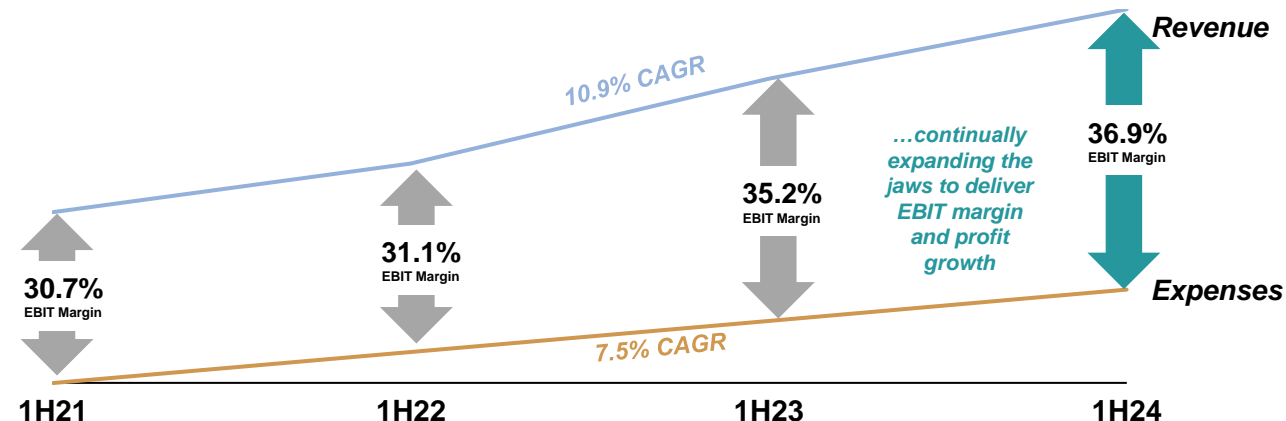 Revenue
10.9% CAGR
…continually
expanding the
jaws to deliver
EBIT margin
and profit
growth
36.9%
EBIT Margin
35.2%
EBIT Margin
31.1%
EBIT Margin
30.7%
EBIT Margin
Expenses
7.5% CAGR
1H21
1H22
1H23
1H24